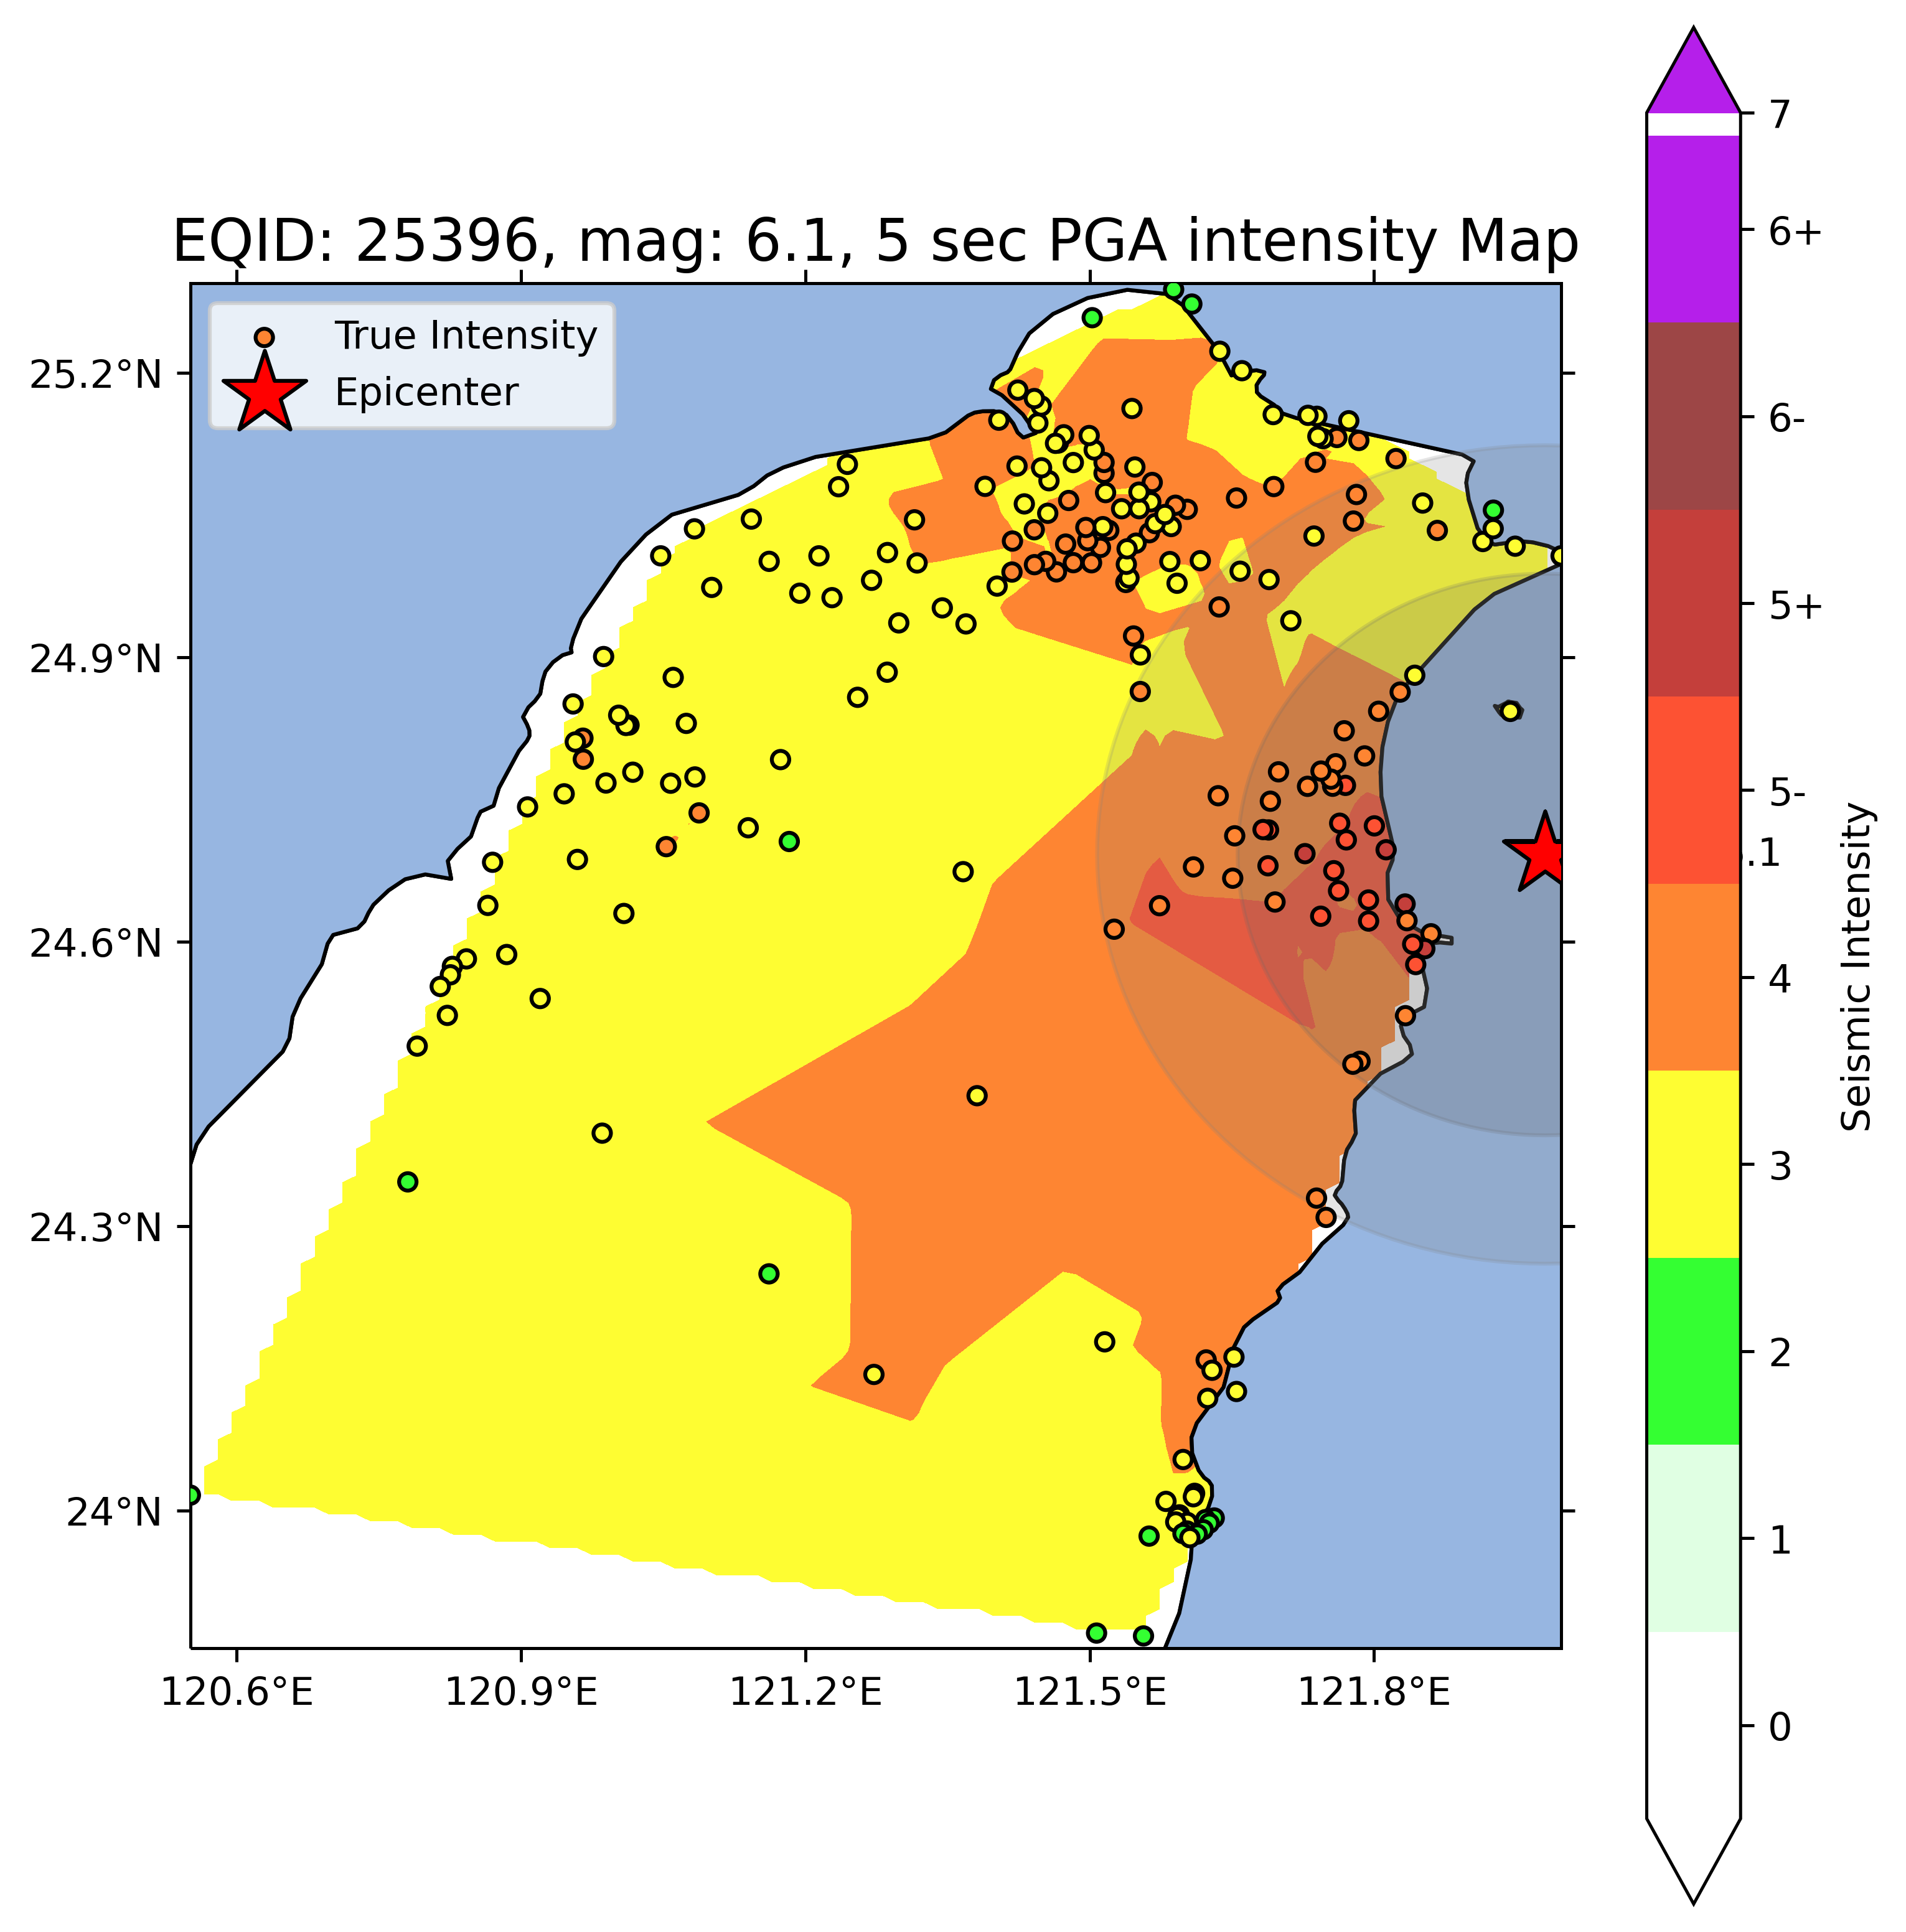 EQID: 25396, mag: 6.1, 5 sec PGA intensity Map
True Intensity
Epicenter
25.2°N
24.9°N
24.6°N
24.3°N
24°N
120.6°E
120.9°E
121.2°E
121.5°E
121.8°E
7
6+
6-
5+
5-
.1
4
3
2
1
0
Seismic Intensity